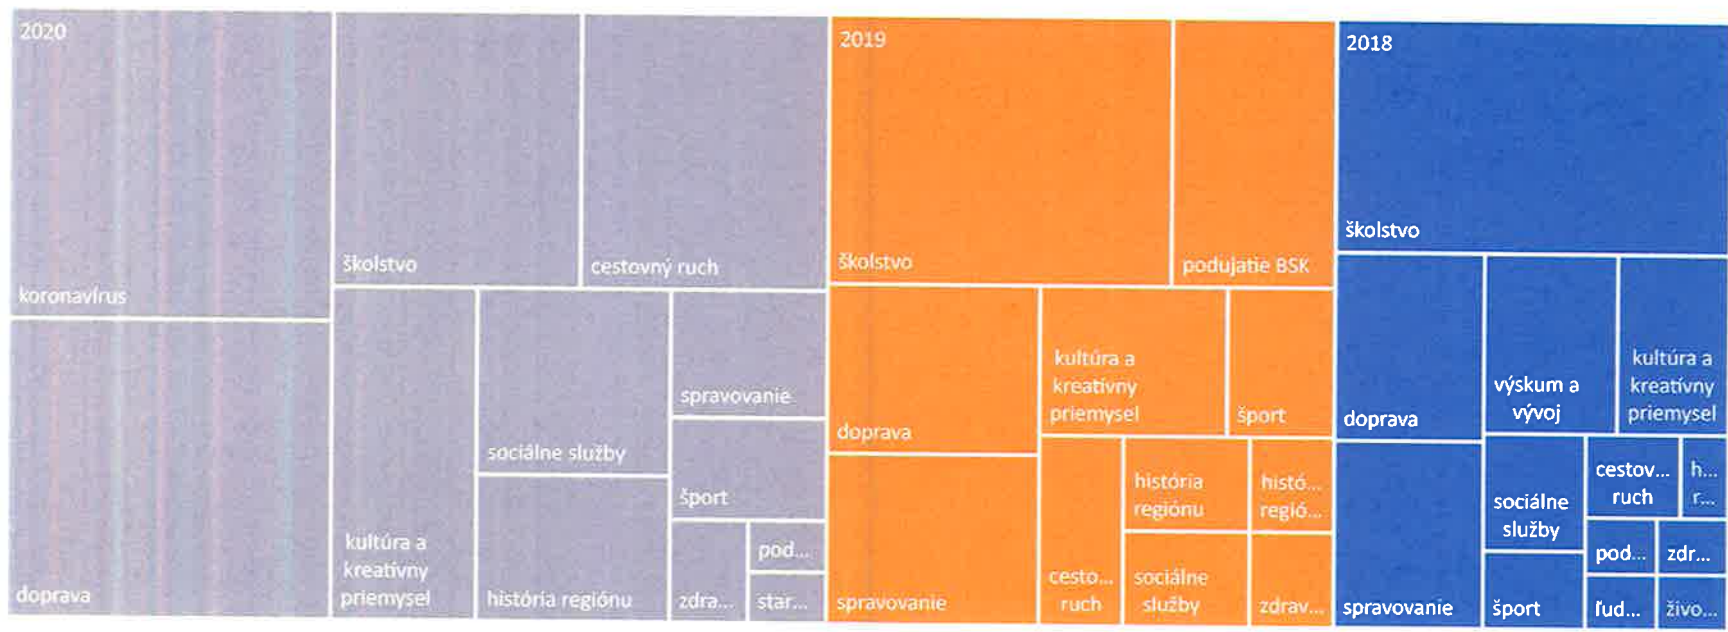 2020
koronavírus
doprava
školstvo
cestovný ruch
kultúra a
kreatívny
priemysel
sociálne služby
história regiónu
spravovanie
šport
zdra...
pod...
star...
2019
školstvo
podujatie BSK
doprava
spravovanie
kultúra a
kreatívny
priemysel
šport
cesto...
ruch
história
regiónu
histó...
regió...
sociálne
služby
zdrav...
2018
školstvo
doprava
spravovanie
výskum a
vývoj
kultúra a
kreatívny
priemysel
sociálne
služby
šport
cestov...
ruch
h...
r...
pod...
zdr...
ľud...
živo...